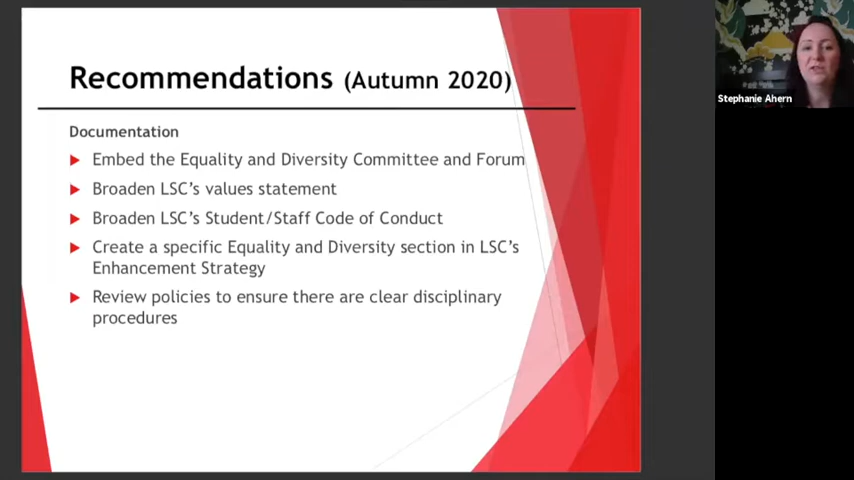 Recommendations (Autumn 2020)
Documentation
Embed the Equality and Diversity Committee and Forum
Broaden LSC's values statement
Broaden LSC's Student/Staff Code of Conduct
Create a specific Equality and Diversity section in LSC's
Enhancement Strategy
Review policies to ensure there are clear disciplinary
procedures
Stephanie Ahern